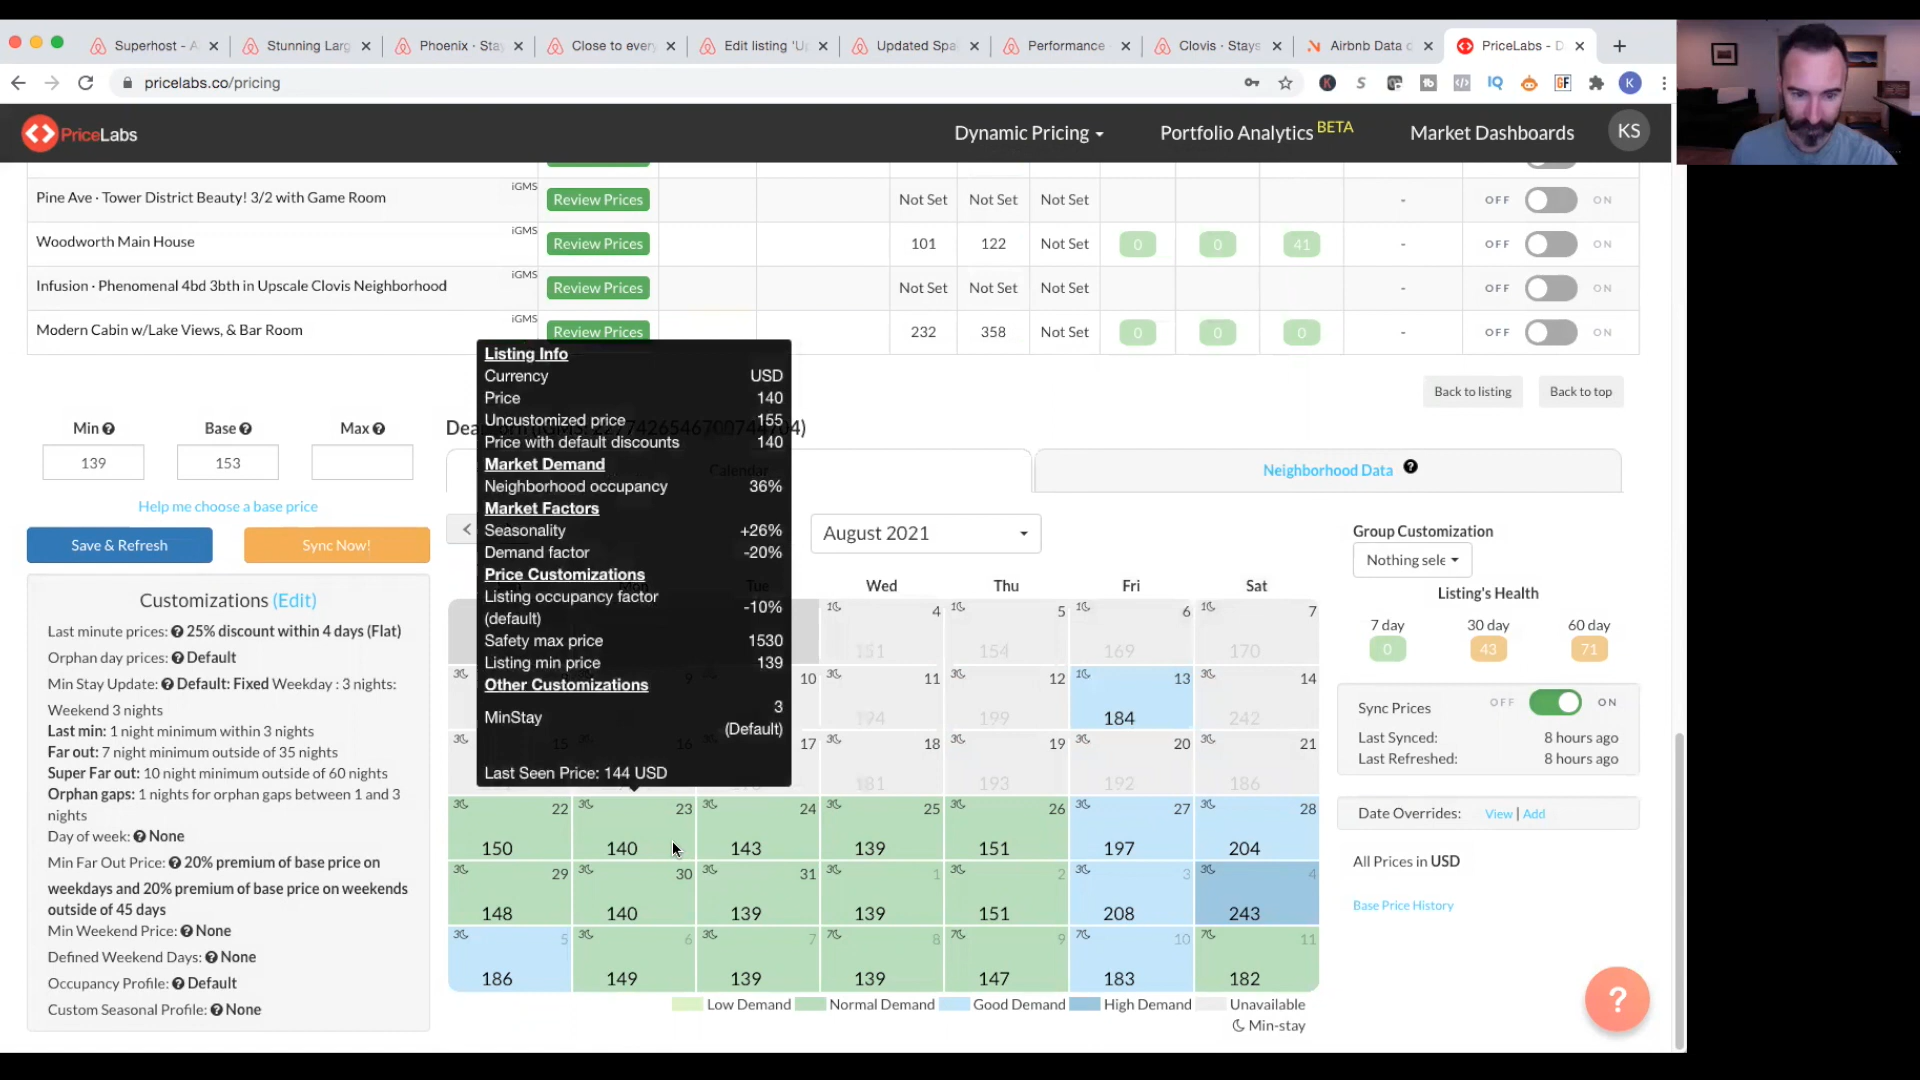 Superhost - A
Stunning Larg
Phoenix · Sta
Close to every
Edit listing 'U
Updated Spa
Performance
Clovis · Stays
Airbnb Data o
PriceLabs - D
pricelabs.co/pricing
IQ
GF
K
PriceLabs
Dynamic Pricing
Portfolio Analytics BETA
Market Dashboards
KS
Pine Ave · Tower District Beauty! 3/2 with Game Room
iGMS
Review Prices
Not Set
Not Set
Not Set
-
OFF
ON
Woodworth Main House
iGMS
Review Prices
101
122
Not Set
0
0
41
-
OFF
ON
Infusion · Phenomenal 4bd 3bth in Upscale Clovis Neighborhood
iGMS
Review Prices
Not Set
Not Set
Not Set
-
OFF
ON
Modern Cabin w/Lake Views, & Bar Room
iGMS
Review Prices
232
358
Not Set
0
0
0
-
OFF
ON
Back to listing
Back to top
Min
Base
Max
139
153
Help me choose a base price
Save & Refresh
Sync Now!
Customizations (Edit)
Last minute prices: 25% discount within 4 days (Flat)
Orphan day prices: Default
Min Stay Update: Default: Fixed Weekday : 3 nights:
Weekend 3 nights
Last min: 1 night minimum within 3 nights
Far out: 7 night minimum outside of 35 nights
Super Far out: 10 night minimum outside of 60 nights
Orphan gaps: 1 nights for orphan gaps between 1 and 3
nights
Day of week: None
Min Far Out Price: 20% premium of base price on
weekdays and 20% premium of base price on weekends
outside of 45 days
Min Weekend Price: None
Defined Weekend Days: None
Occupancy Profile: Default
Custom Seasonal Profile: None
Listing Info
Currency USD
Price 140
Uncustomized price 155
Price with default discounts 140
Market Demand
Neighborhood occupancy 36%
Market Factors
Seasonality +26%
Demand factor -20%
Price Customizations
Listing occupancy factor
(default) -10%
Safety max price 1530
Listing min price 139
Other Customizations
MinStay 3
(Default)
Last Seen Price: 144 USD
Calendar
Neighborhood Data
August 2021
Wed Thu Fri Sat
4 5 6 7
151 154 169 170
9 10 11 12 13 14
194 199 184 242
15 16 17 18 19 20 21
181 193 192 186
22 23 24 25 26 27 28
150 140 143 139 151 197 204
29 30 31 1 2 3 4
148 140 139 139 151 208 243
5 6 7 8 9 10 11
186 149 139 139 147 183 182
Low Demand
Normal Demand
Good Demand
High Demand
Unavailable
Min-stay
Group Customization
Nothing sele
Listing's Health
7 day 30 day 60 day
0 43 71
Sync Prices OFF ON
Last Synced: 8 hours ago
Last Refreshed: 8 hours ago
Date Overrides: View | Add
All Prices in USD
Base Price History
?